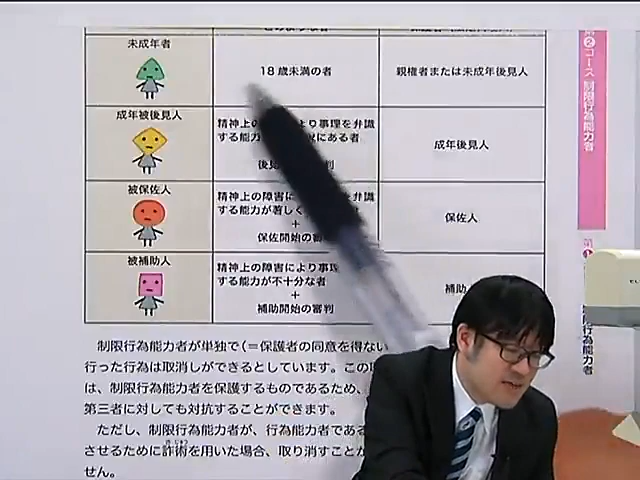 未成年者
18歳未満の者
親権者または未成年後見人
成年被後見人
精神上の より事理を弁識
する能力 況にある者
後見 判
成年後見人
被保佐人
精神上の障害 を弁識
する能力が著しく
+
保佐開始の審
保佐人
被補助人
精神上の障害により事理
する能力が不十分な者
+
補助開始の審判
補助
制限行為能力者が単独で(=保護者の同意を得ない
行った行為は取消しができるとしています。この
は、制限行為能力者を保護するものであるため、
第三者に対しても対抗することができます。
ただし、制限行為能力者が、行為能力者である
させるために詐術を用いた場合、取り消すことが
せん。
第2コース 制限行為能力者
第1
制限行為能力者